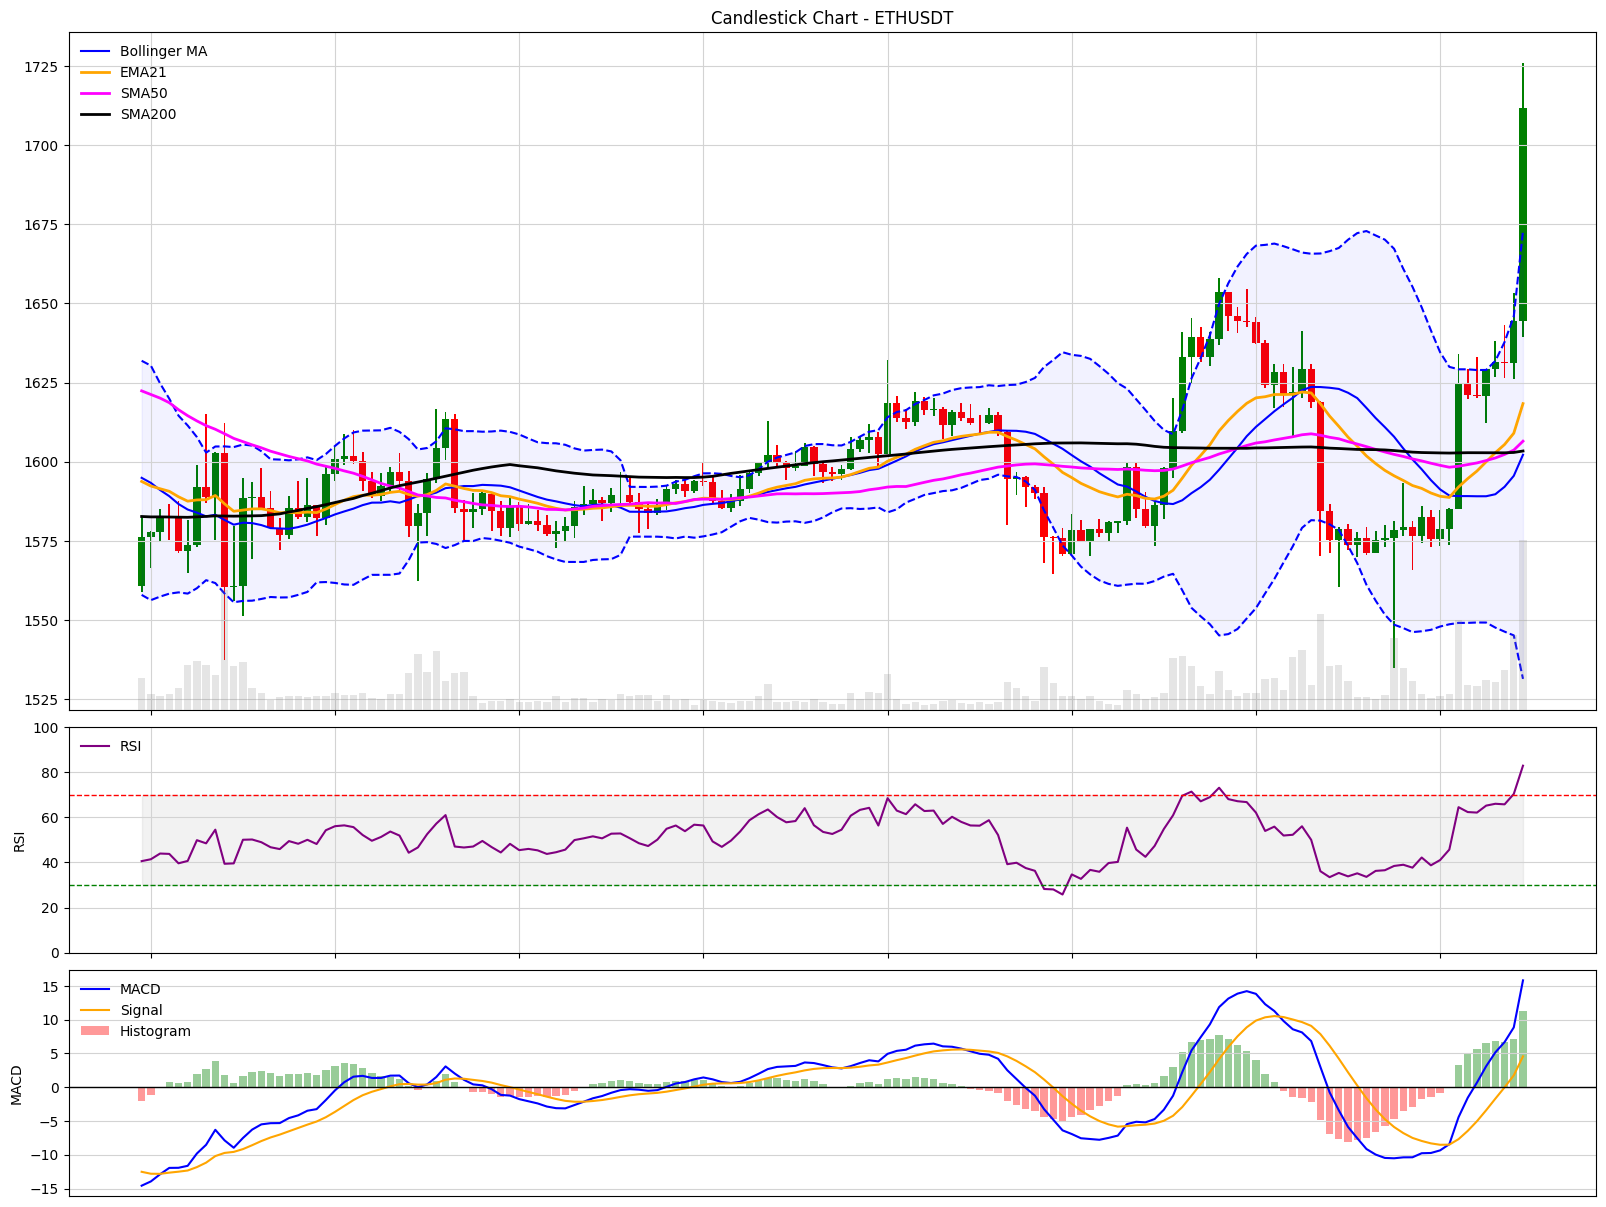 Candlestick Chart - ETHUSDT
Bollinger MA
EMA21
SMA50
SMA200
1725
1700
1675
1650
1625
1600
1575
1550
1525
RSI
RSI
100
80
60
40
20
0
MACD
MACD
Signal
Histogram
15
10
5
0
−5
−10
−15